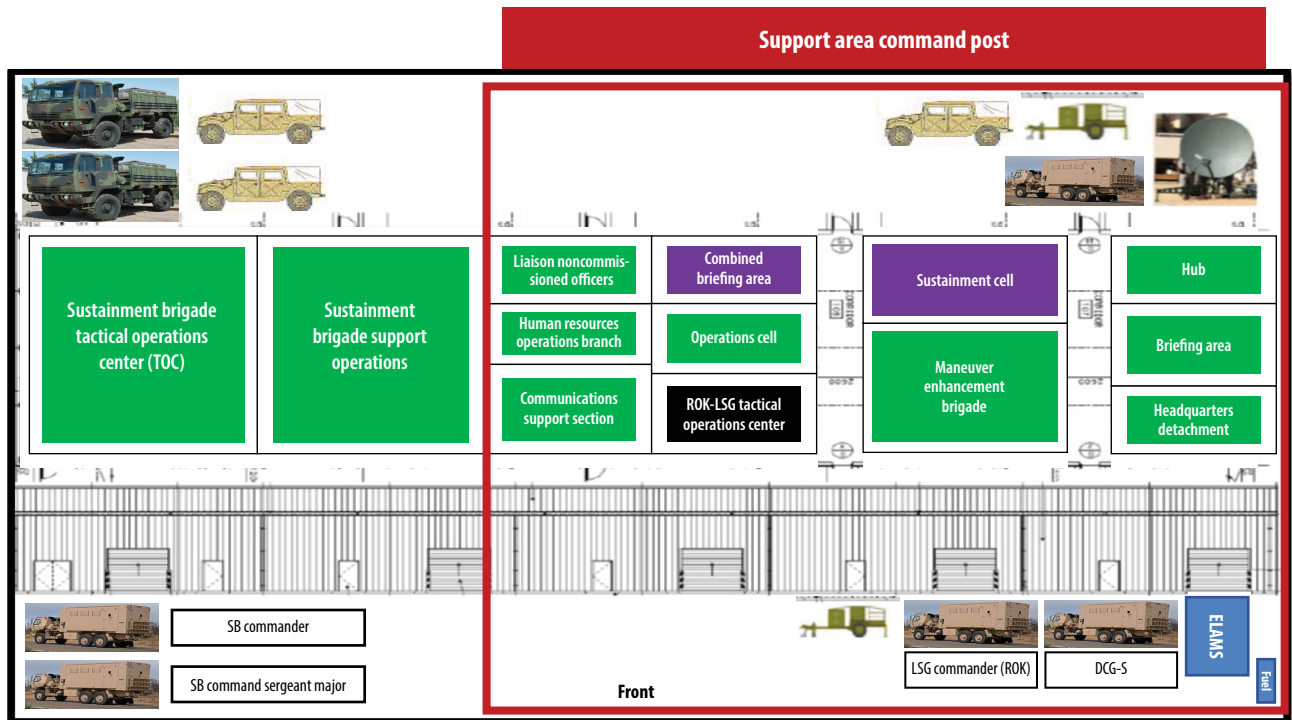 Support area command post
Sustainment brigade
tactical operations
center (TOC)
Sustainment
brigade support
operations
Liaison noncommis-
sioned officers
Human resources
operations branch
Communications
support section
Combined
briefing area
Operations cell
ROK-LSG tactical
operations center
Sustainment cell
Maneuver
enhancement
brigade
Hub
Briefing area
Headquarters
detachment
SB commander
SB command sergeant major
Front
LSG commander (ROK)
DCG-S
ELAMS
Fuel